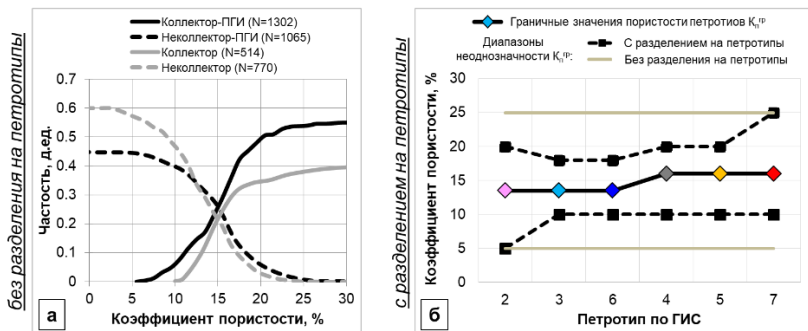 без разделения на петротипы
Коллектор-ПГИ (N=1302)
Неколлектор-ПГИ (N=1065)
Коллектор (N=514)
Неколлектор (N=770)
Частость, д.ед.
0.7
0.6
0.5
0.4
0.3
0.2
0.1
0
0 5 10 15 20 25 30
Коэффициент пористости, %
а
с разделением на петротипы
Граничные значения пористости петротиов Кпгр
Диапазоны
неоднозначности Кпгр:
С разделением на петротипы
Без разделения на петротипы
Коэффициент пористости, %
30
25
20
15
10
5
0
2 3 6 4 5 7
Петротип по ГИС
б